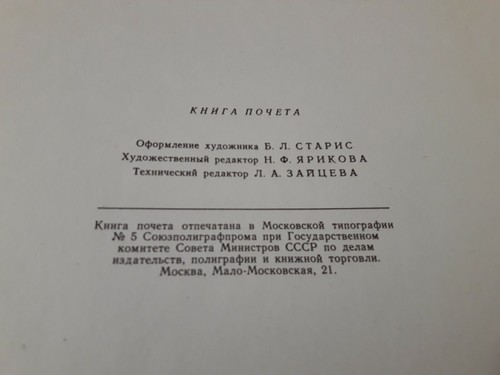 КНИГА ПОЧЕТА
Оформление художника Б. Л. СТАРИС
Художественный редактор Н. Ф. ЯРИКОВА
Технический редактор Л. А. ЗАЙЦЕВА
Книга почета отпечатана в Московской типографии
№ 5 Союзполиграфпрома при Государственном
комитете Совета Министров СССР по делам
издательств, полиграфии и книжной торговли.
Москва, Мало-Московская, 21.